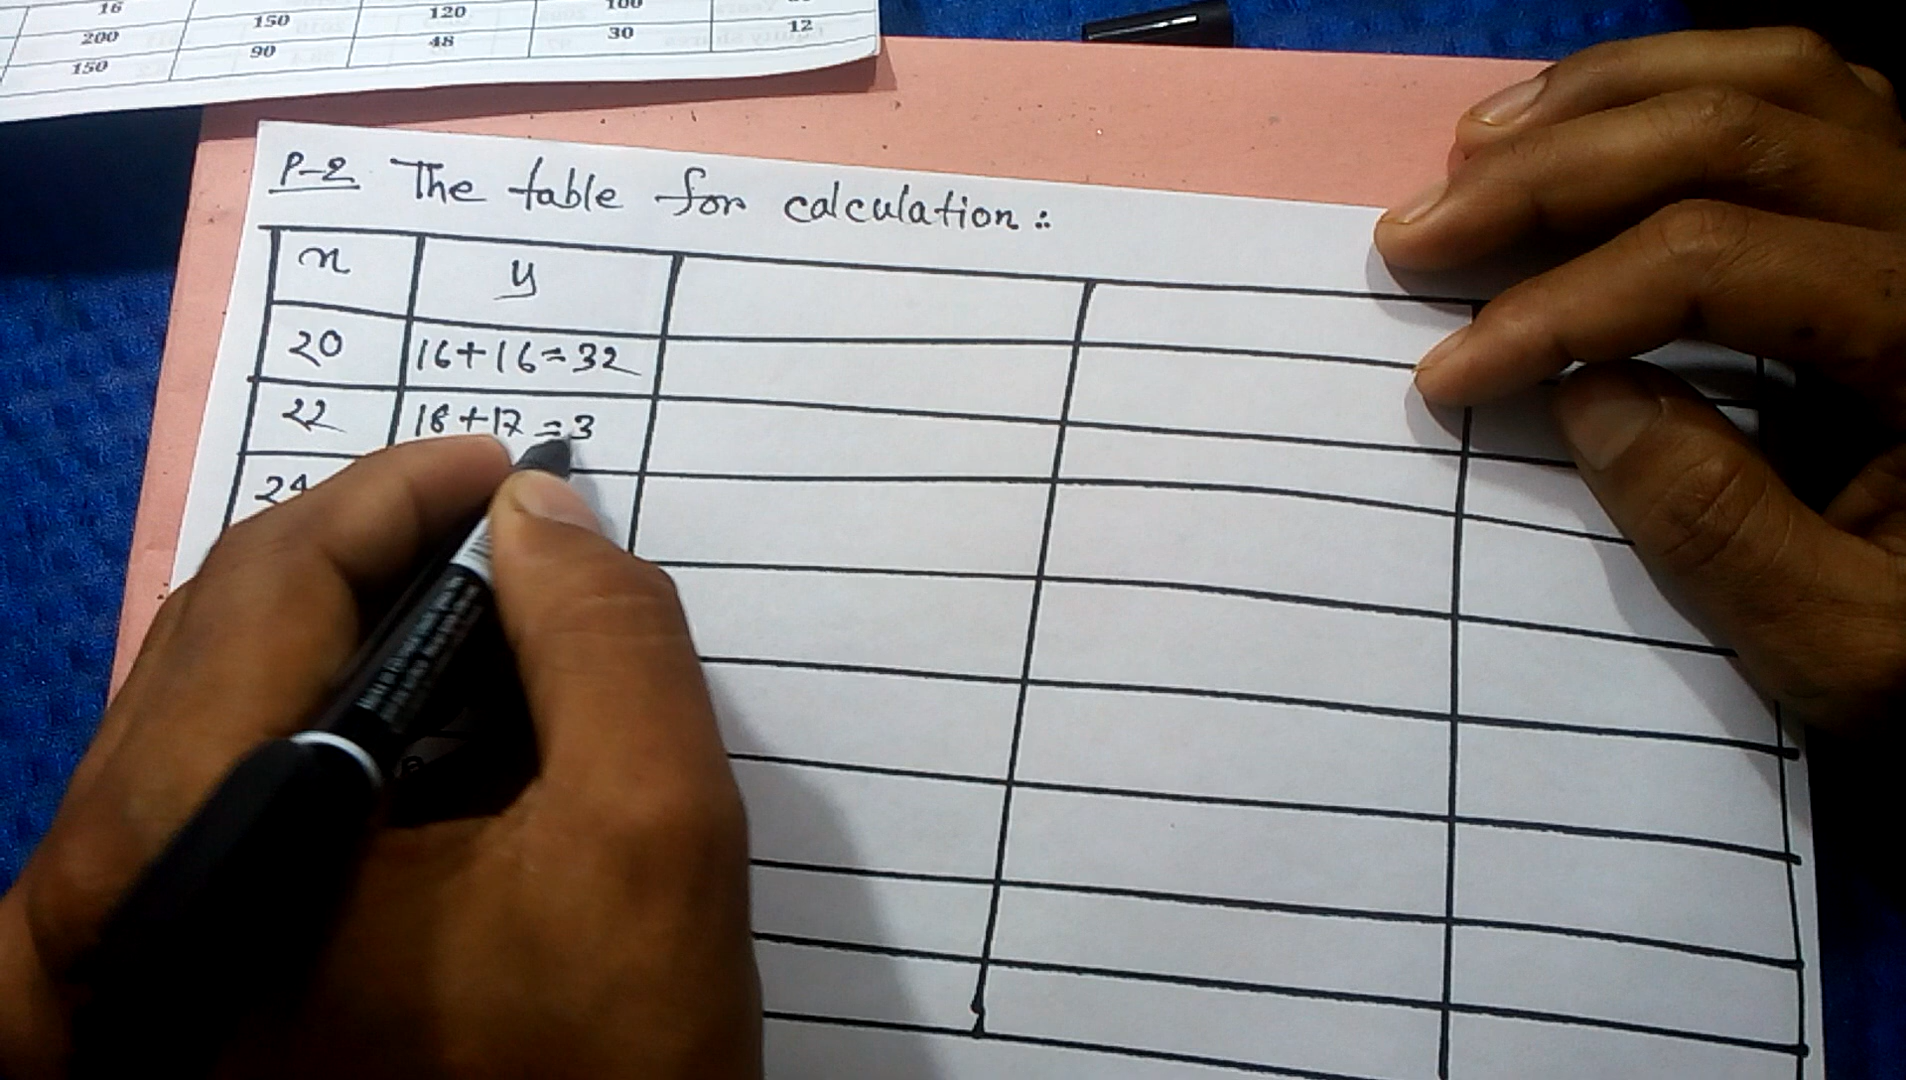 16 150 120 100
200 90 48 30 12
150
P-2 The table for calculation:
x y
20 16+16=32
22 18+17=3
24